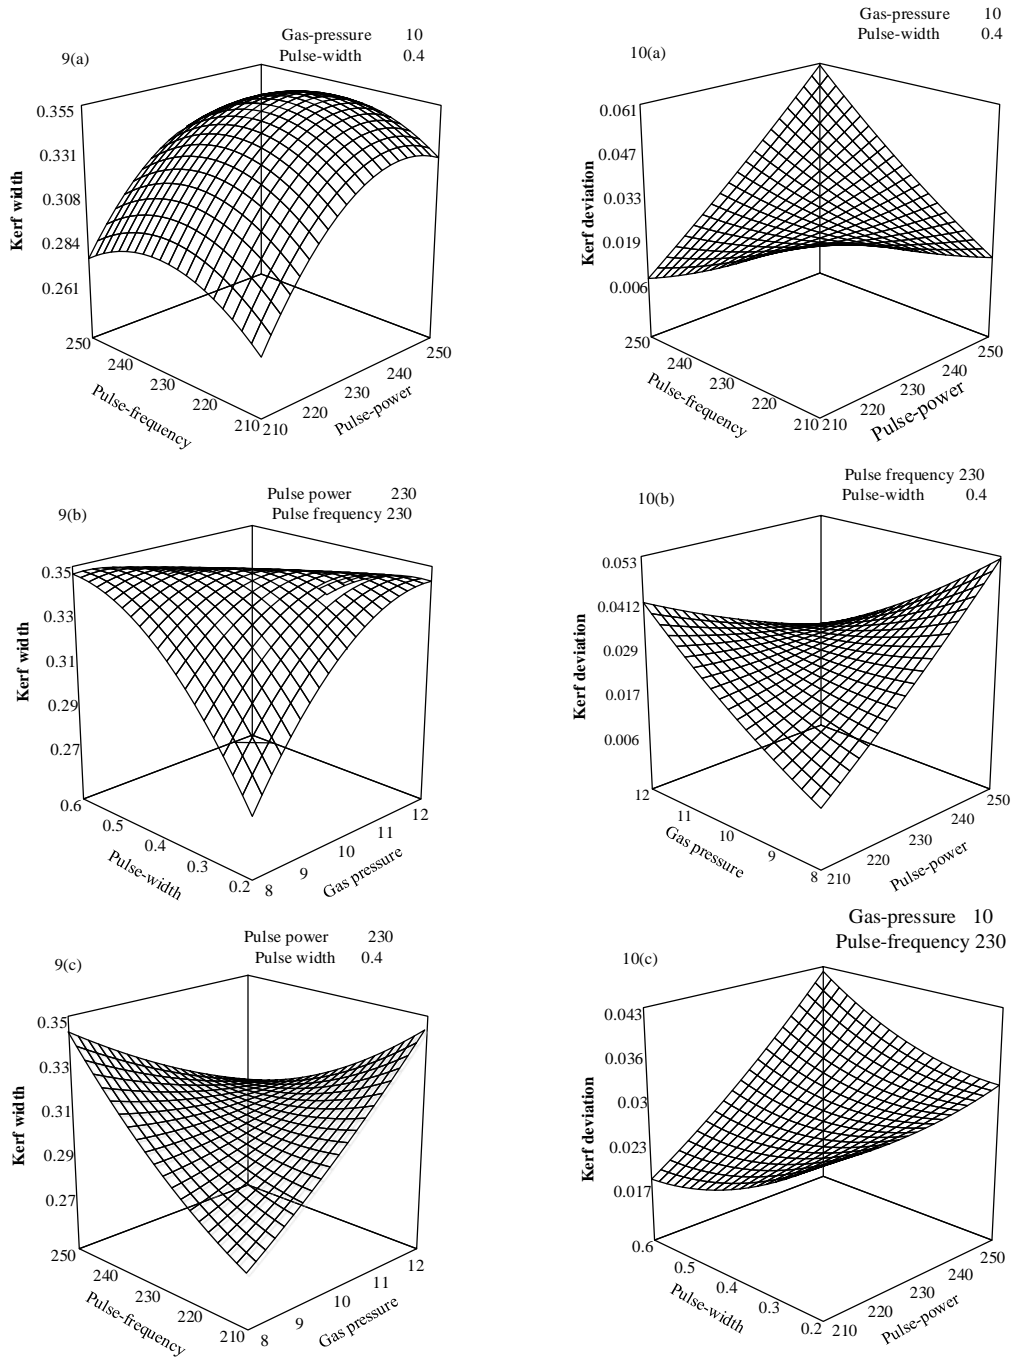 9(a)
Gas-pressure 10
Pulse-width 0.4
0.355
0.331
0.308
0.284
0.261
Kerf width
250
240
230
220
210
Pulse-frequency
210
220
230
240
250
Pulse-power
10(a)
Gas-pressure 10
Pulse-width 0.4
0.061
0.047
0.033
0.019
0.006
Kerf deviation
250
240
230
220
210
Pulse-frequency
210
220
230
240
250
Pulse-power
9(b)
Pulse power 230
Pulse frequency 230
0.35
0.33
0.31
0.29
0.27
Kerf width
0.6
0.5
0.4
0.3
0.2
Pulse-width
8
9
10
11
12
Gas pressure
10(b)
Pulse frequency 230
Pulse-width 0.4
0.053
0.0412
0.029
0.017
0.006
Kerf deviation
12
11
10
9
8
Gas pressure
210
220
230
240
250
Pulse-power
9(c)
Pulse power 230
Pulse width 0.4
0.35
0.33
0.31
0.29
0.27
Kerf width
250
240
230
220
210
Pulse-frequency
8
9
10
11
12
Gas pressure
10(c)
Gas-pressure 10
Pulse-frequency 230
0.043
0.036
0.03
0.023
0.017
Kerf deviation
0.6
0.5
0.4
0.3
0.2
Pulse-width
210
220
230
240
250
Pulse-power